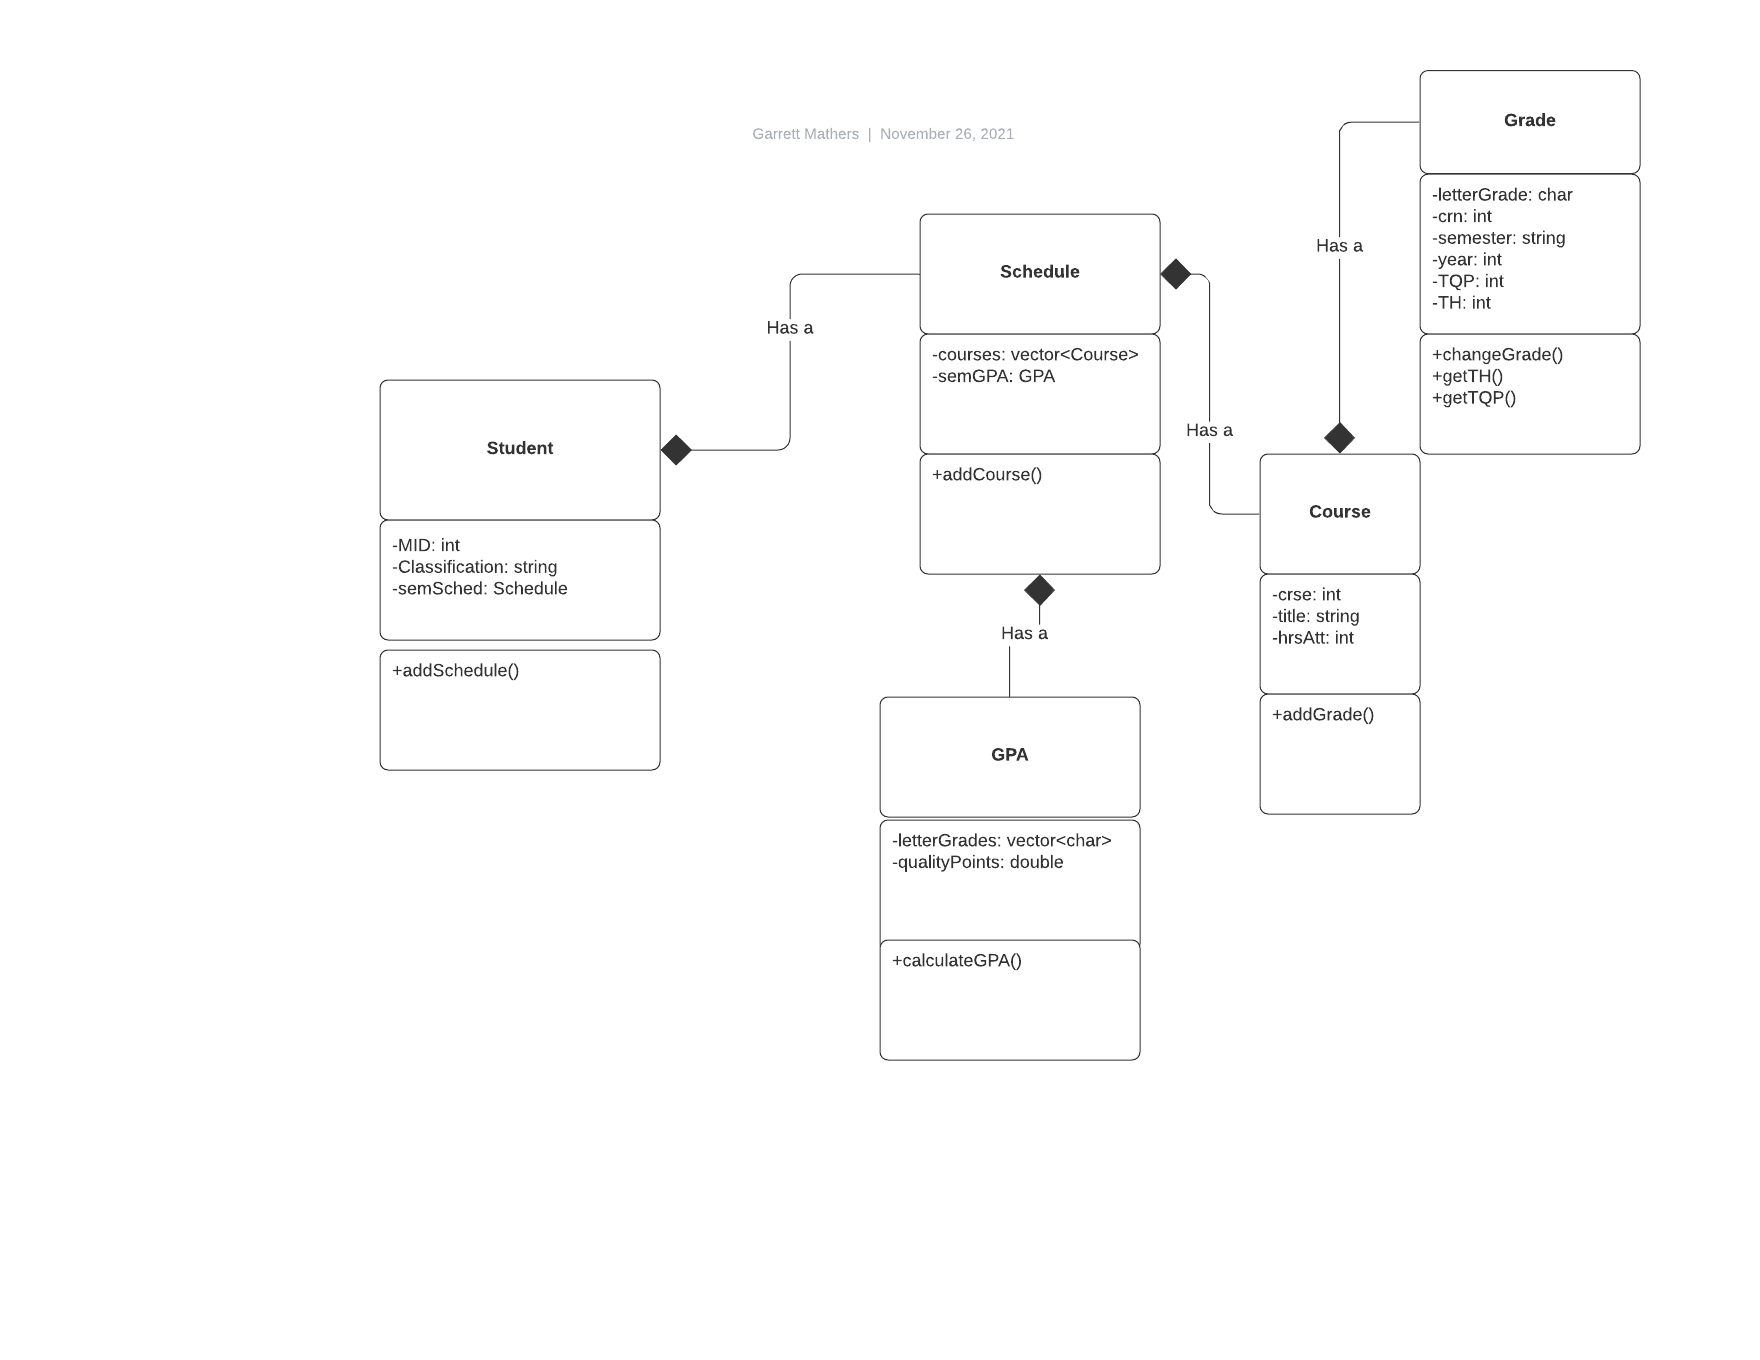 Garrett Mathers | November 26, 2021
Student
-MID: int
-Classification: string
-semSched: Schedule
+addSchedule()
Has a
Schedule
-courses: vector<Course>
-semGPA: GPA
+addCourse()
Has a
GPA
-letterGrades: vector<char>
-qualityPoints: double
+calculateGPA()
Has a
Course
-crse: int
-title: string
-hrsAtt: int
+addGrade()
Has a
Grade
-letterGrade: char
-crn: int
-semester: string
-year: int
-TQP: int
-TH: int
+changeGrade()
+getTH()
+getTQP()